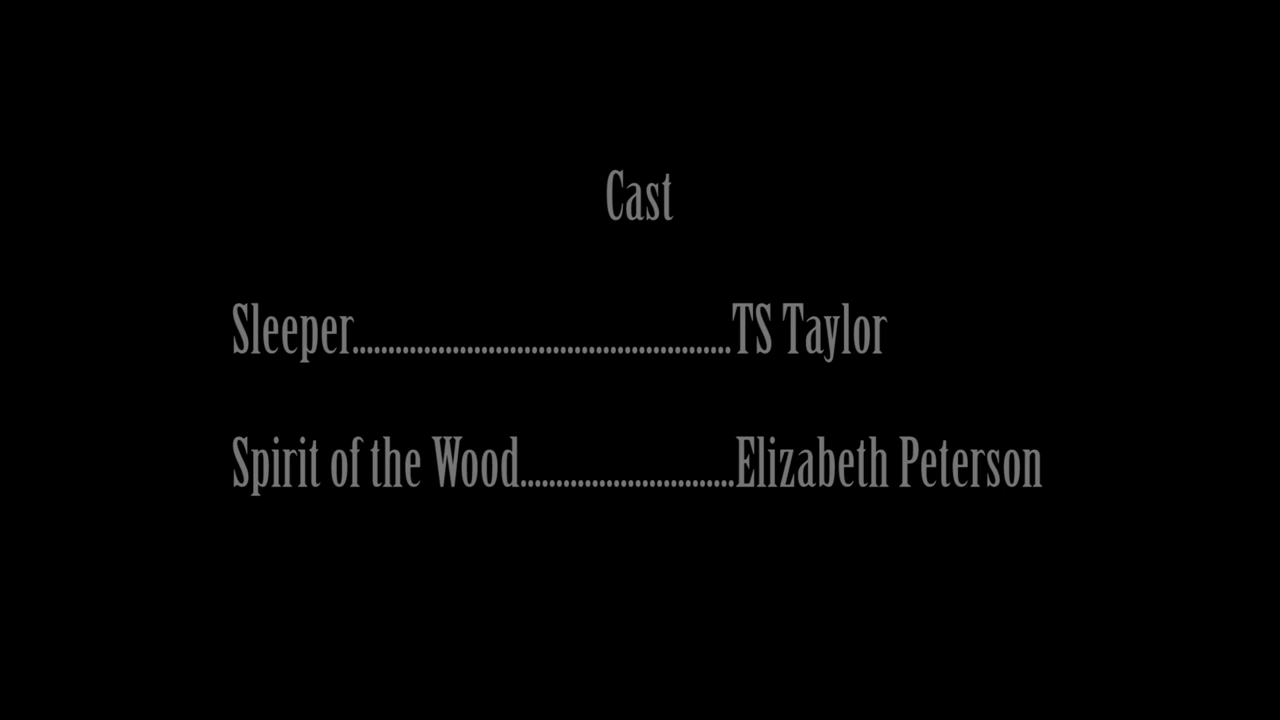 Cast
Sleeper.....................................................TS Taylor
Spirit of the Wood..............................Elizabeth Peterson